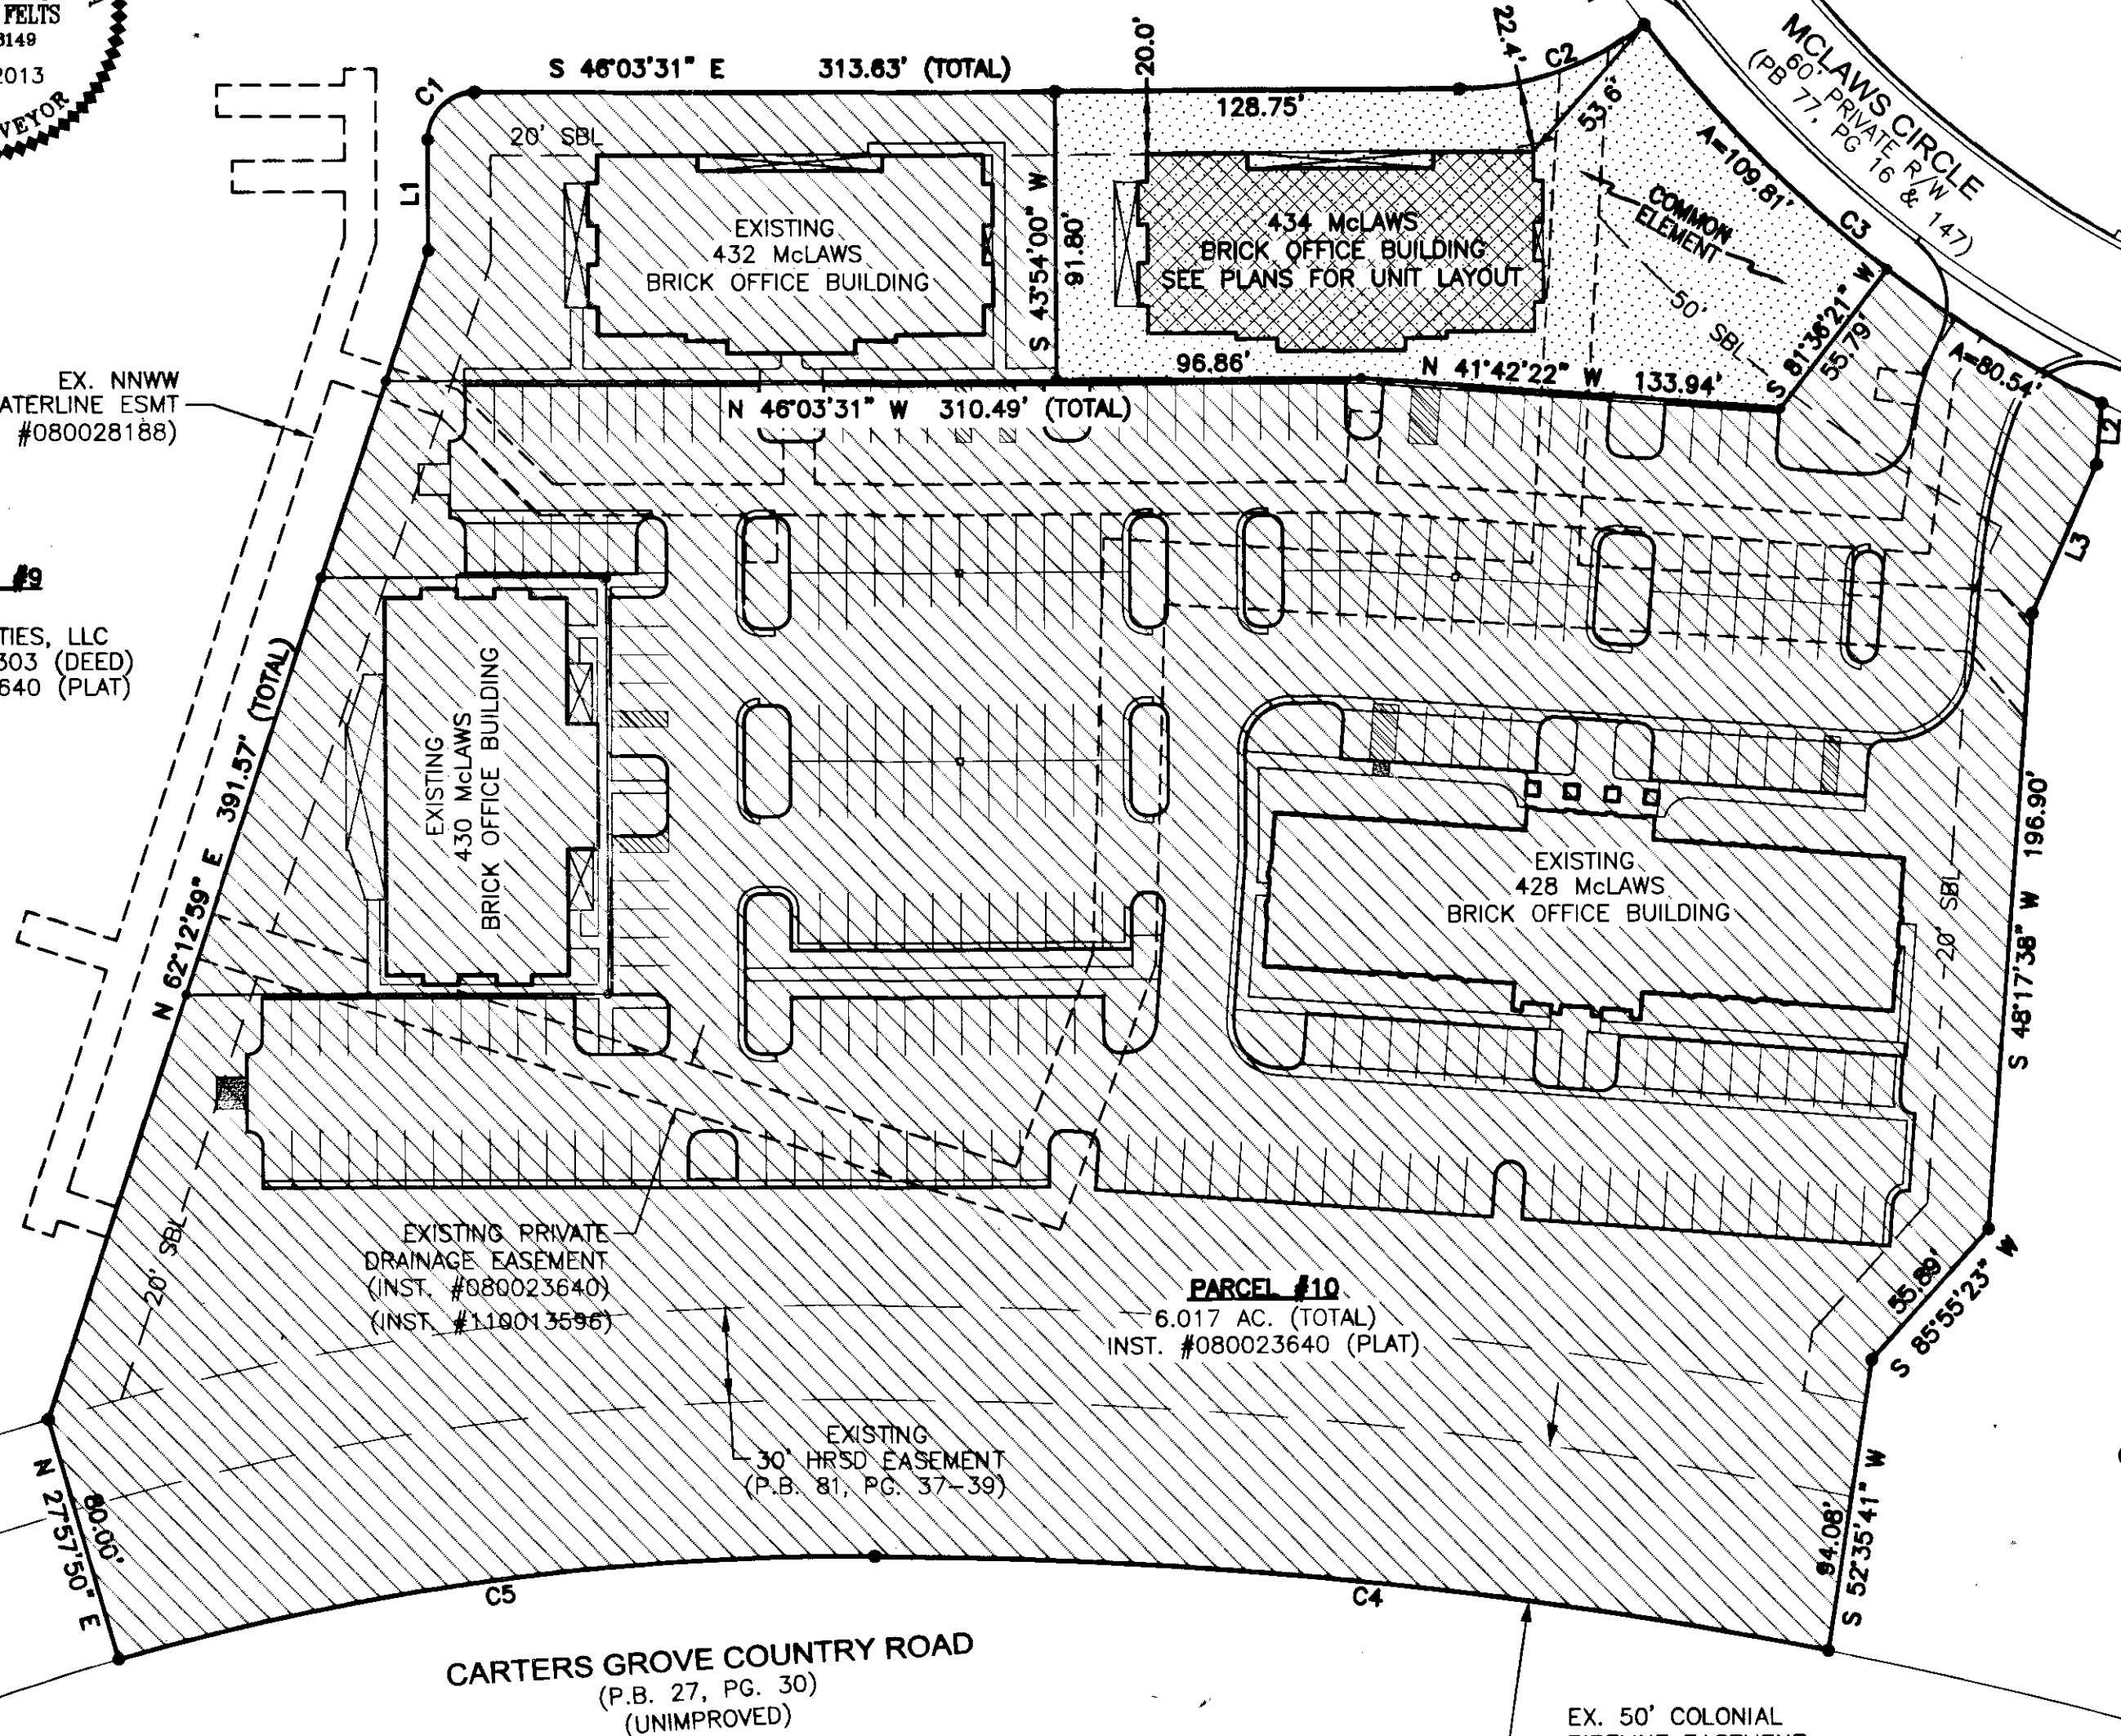 FELTS
2013
VEYOR
C1
S 46°03'31" E 313.63' (TOTAL)
20.0'
128.75'
22.4'
C2
53.6'
MCLAWS CIRCLE
60' PRIVATE R/W
(PB 77, PG 16 & 147)
A=109.81'
C3
COMMON
ELEMENT
50' SBL
S 81°36'21" W
55.79'
A=80.54'
L2
L3
L1
20' SBL
EXISTING
432 McLAWS
BRICK OFFICE BUILDING
S 43°54'00" W
91.80'
434 McLAWS
BRICK OFFICE BUILDING
SEE PLANS FOR UNIT LAYOUT
96.86'
N 41°42'22" W 133.94'
N 46°03'31" W 310.49' (TOTAL)
EX. NNWW
ATERLINE ESMT
#080028188)
#9
TIES, LLC
303 (DEED)
640 (PLAT)
N 62°12'59" E 391.57' (TOTAL)
EXISTING
430 McLAWS
BRICK OFFICE BUILDING
EXISTING
428 McLAWS
BRICK OFFICE BUILDING
20' SBL
S 48°17'38" W 196.90'
20' SBL
EXISTING PRIVATE
DRAINAGE EASEMENT
(INST. #080023640)
(INST. #110013596)
PARCEL #10
6.017 AC. (TOTAL)
INST. #080023640 (PLAT)
55.89'
S 85°55'23" W
EXISTING
30' HRSD EASEMENT
(P.B. 81, PG. 37-39)
N 27°57'50" E
80.00'
94.08'
S 52°35'41" W
C5
C4
CARTERS GROVE COUNTRY ROAD
(P.B. 27, PG. 30)
(UNIMPROVED)
EX. 50' COLONIAL